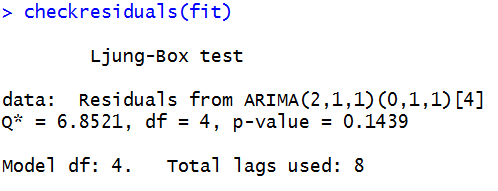 > checkresiduals(fit)
Ljung-Box test
data:  Residuals from ARIMA(2,1,1)(0,1,1)[4]
Q* = 6.8521, df = 4, p-value = 0.1439
Model df: 4.   Total lags used: 8